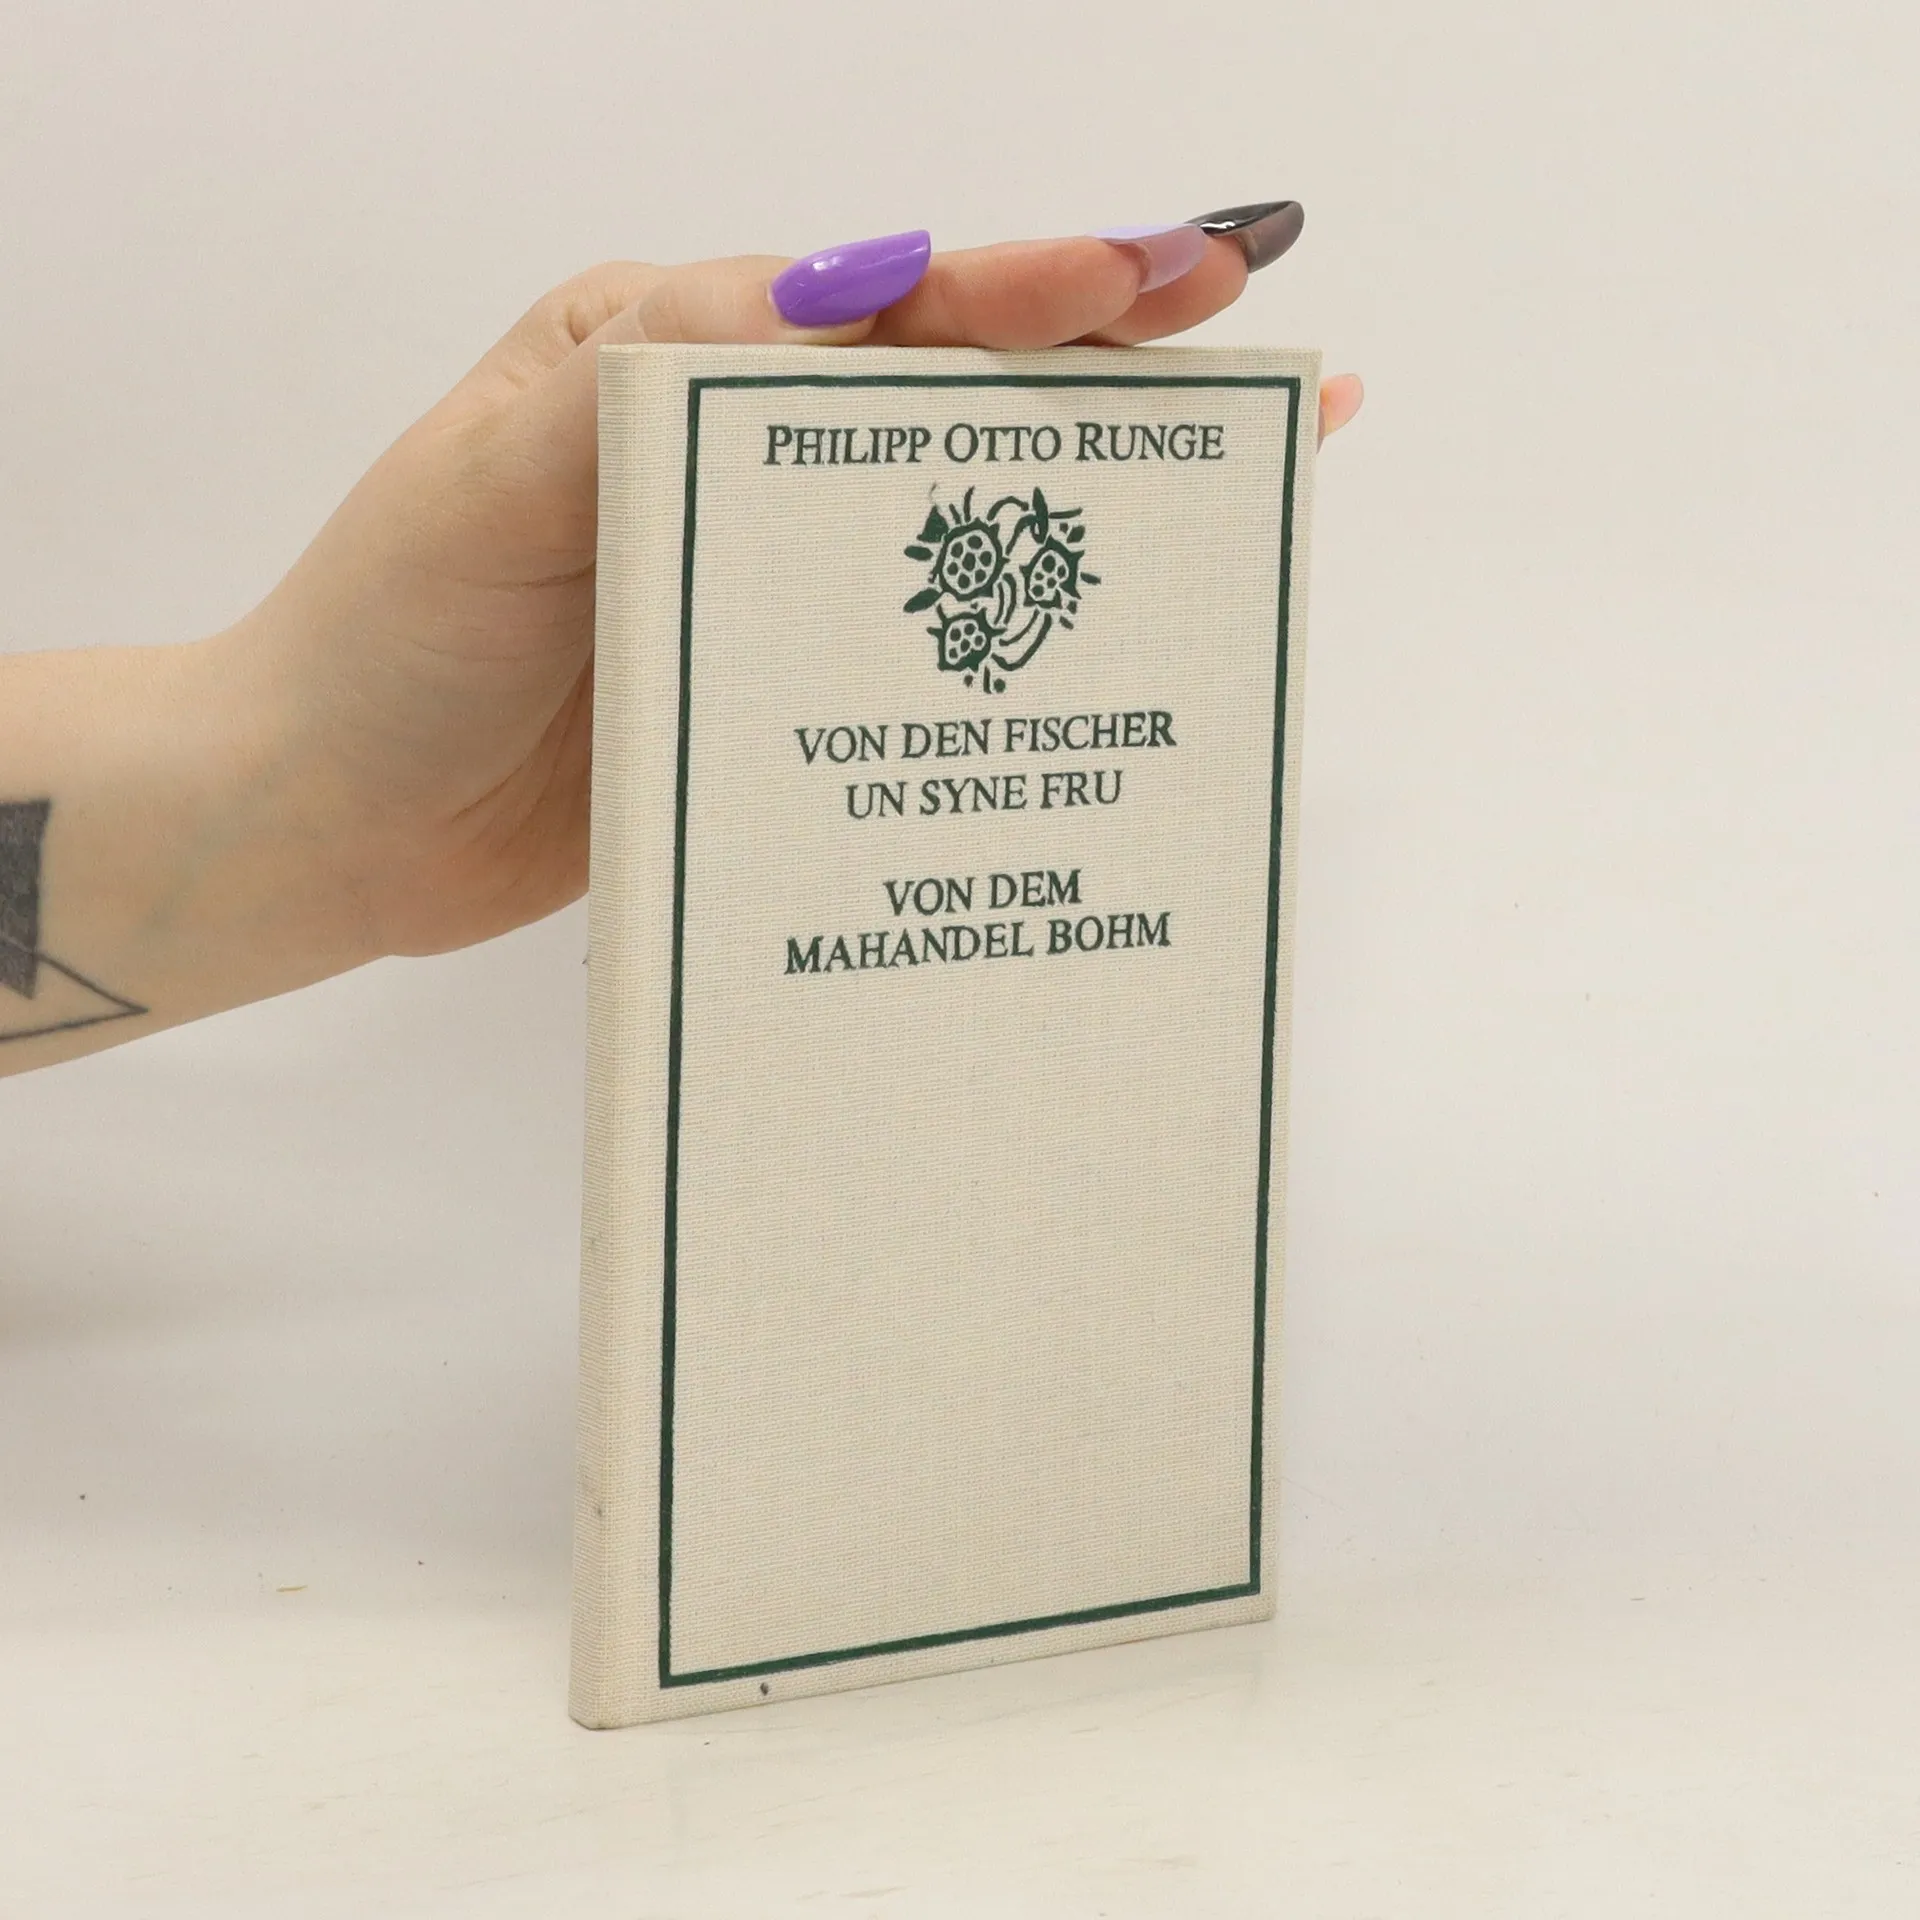 PHILIPP OTTO RUNGE
VON DEN FISCHER
UN SYNE FRU
VON DEM
MAHANDEL BOHM